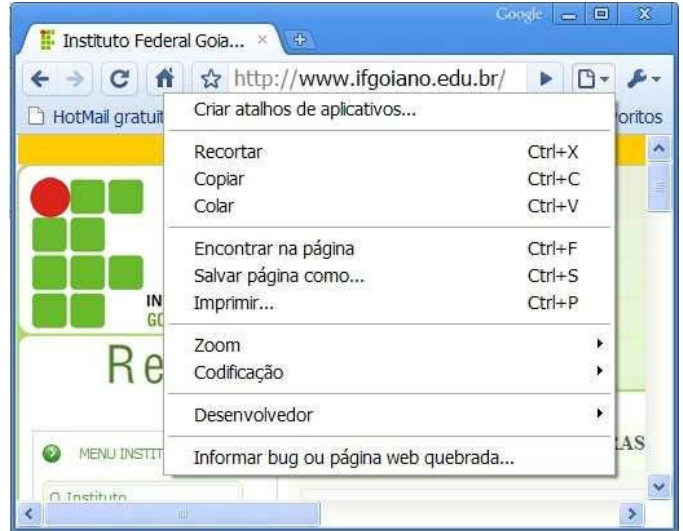 Google
Instituto Federal Goia...
http://www.ifgoiano.edu.br/
HotMail gratuit
oritos
Criar atalhos de aplicativos...
Recortar Ctrl+X
Copiar Ctrl+C
Colar Ctrl+V
Encontrar na página Ctrl+F
Salvar página como... Ctrl+S
Imprimir... Ctrl+P
Zoom
Codificação
Desenvolvedor
Informar bug ou página web quebrada...
IN
GO
Re
MENU INSTIT
RAS
O Instituto